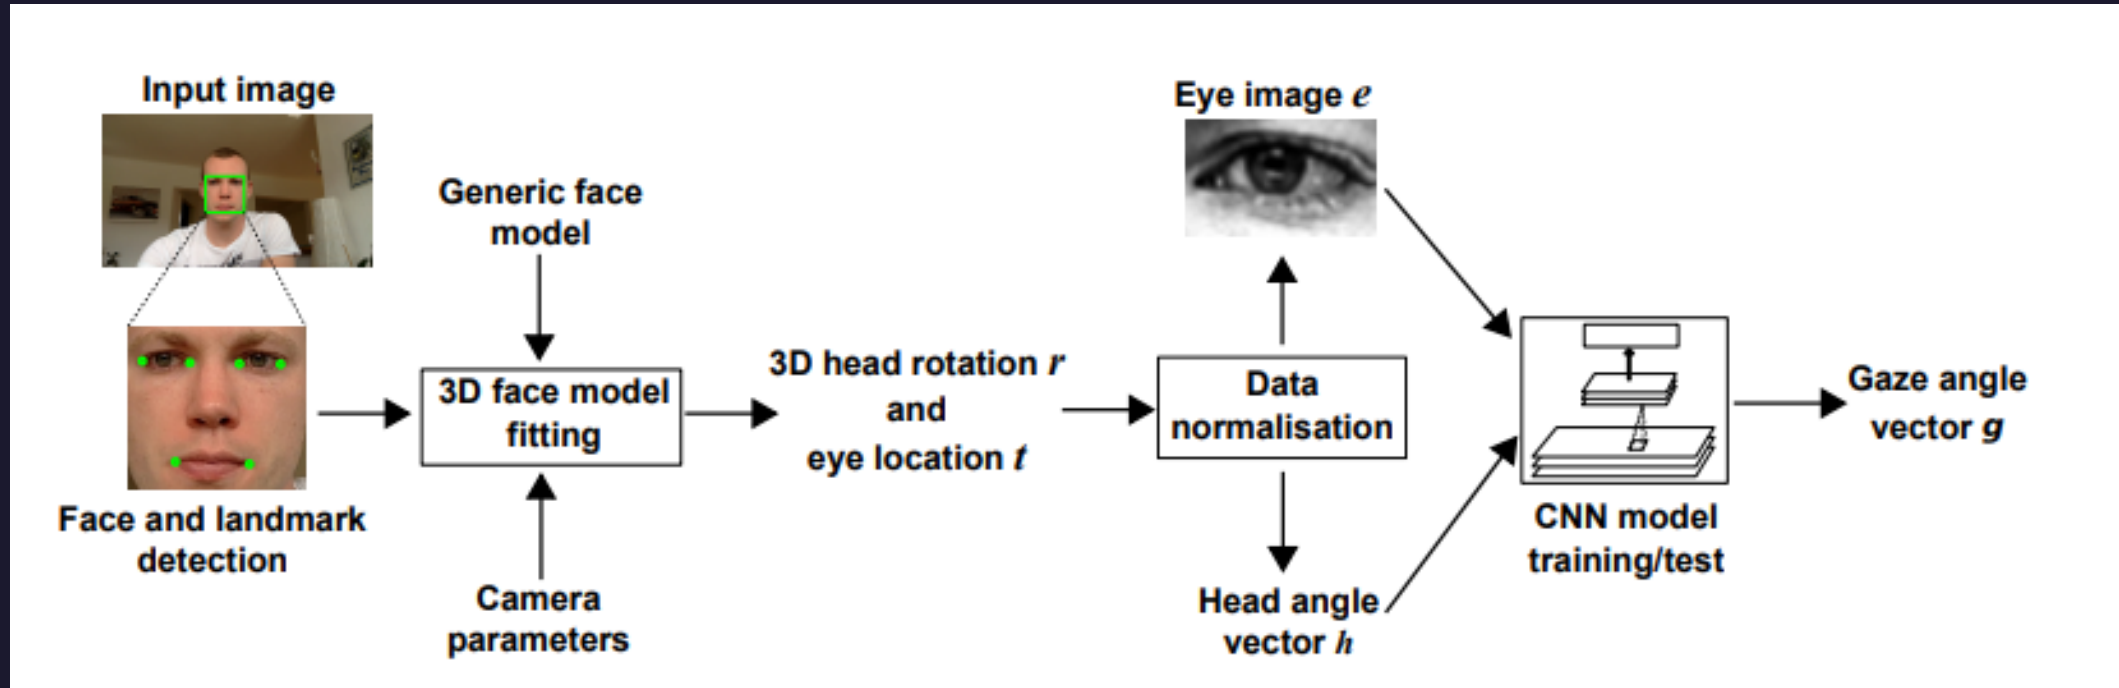 Input image
Generic face
model
Face and landmark
detection
3D face model
fitting
Camera
parameters
3D head rotation r
and
eye location t
Eye image e
Data
normalisation
Head angle
vector h
CNN model
training/test
Gaze angle
vector g